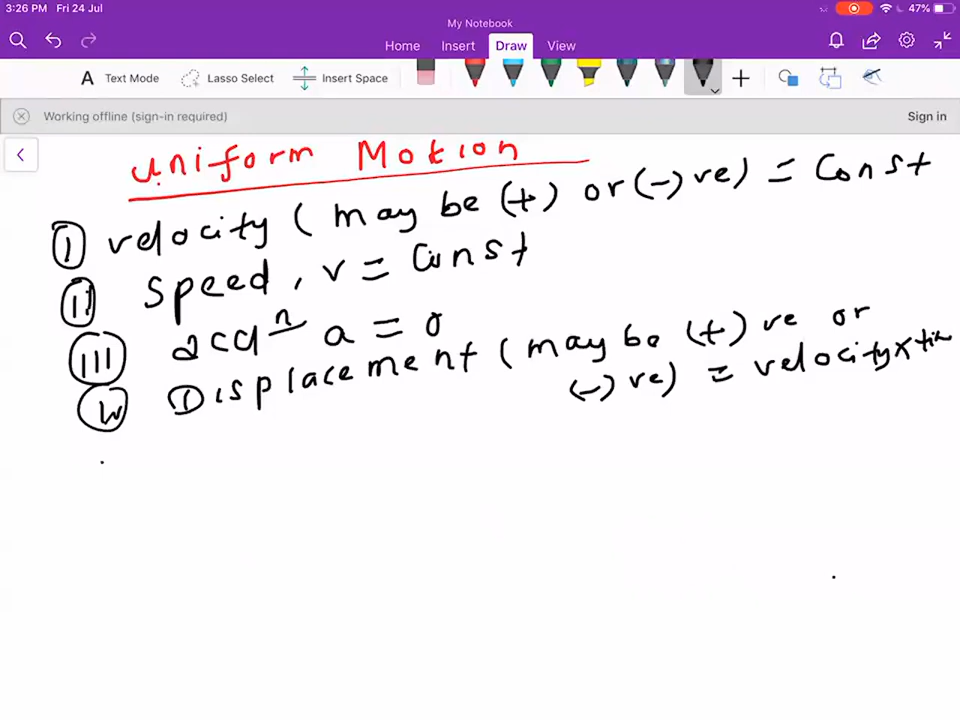 3:26 PM Fri 24 Jul
47%
My Notebook
Home Insert Draw View
A Text Mode Lasso Select Insert Space
Working offline (sign-in required) Sign in
Uniform Motion
I velocity ( may be (+) or (-) ve) = Const
II speed, v = Const
III accln a = 0
IV Displacement ( may be (+) ve or
(-) ve) = velocity × tim